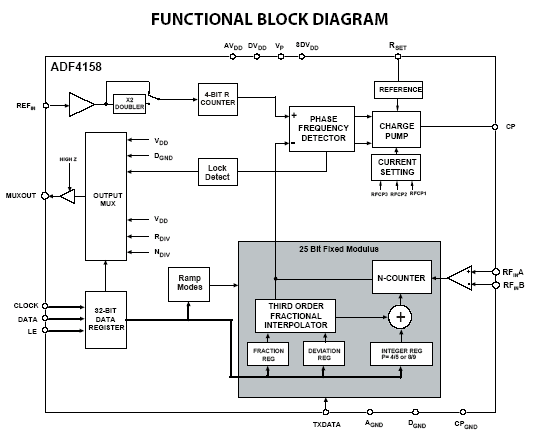 FUNCTIONAL BLOCK DIAGRAM
AVDD DVDD VP SDVDD RSET
ADF4158
REFERENCE
REFIN
X2
DOUBLER
4-BIT R
COUNTER
+
−
PHASE
FREQUENCY
DETECTOR
CHARGE
PUMP
CP
HIGH Z
MUXOUT
OUTPUT
MUX
VDD
DGND
Lock
Detect
CURRENT
SETTING
RFCP3 RFCP2 RFCP1
VDD
RDIV
NDIV
25 Bit Fixed Modulus
Ramp
Modes
N-COUNTER
+
-
RFINA
RFINB
CLOCK
DATA
LE
32-BIT
DATA
REGISTER
THIRD ORDER
FRACTIONAL
INTERPOLATOR
+
FRACTION
REG
DEVIATION
REG
INTEGER REG
P= 4/5 or 8/9
TXDATA AGND DGND CPGND